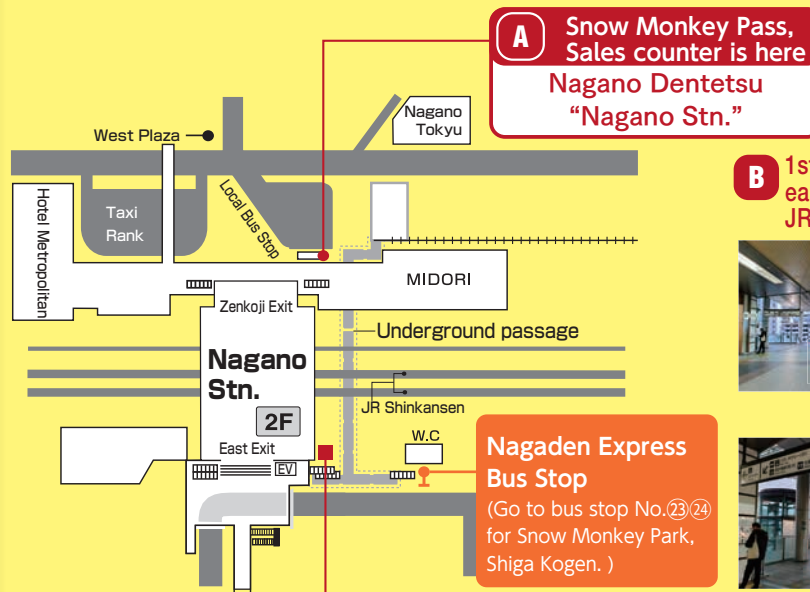 A
Snow Monkey Pass,
Sales counter is here
Nagano Dentetsu
“Nagano Stn.”
Nagano
Tokyu
West Plaza
B
1st
ea
JR
Hotel Metropolitan
Taxi
Rank
Local Bus Stop
MIDORI
Zenkoji Exit
Underground passage
Nagano
Stn.
JR Shinkansen
2F
East Exit
EV
W.C
Nagaden Express
Bus Stop
(Go to bus stop No.㉓㉔
for Snow Monkey Park,
Shiga Kogen. )